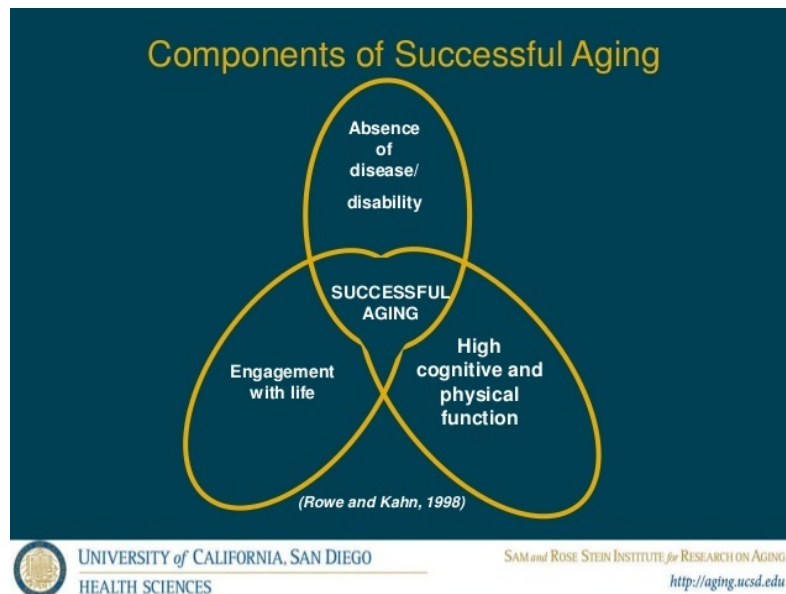 Components of Successful Aging
Absence
of
disease/
disability
SUCCESSFUL
AGING
Engagement
with life
High
cognitive and
physical
function
(Rowe and Kahn, 1998)
UNIVERSITY of CALIFORNIA, SAN DIEGO
HEALTH SCIENCES
SAM and ROSE STEIN INSTITUTE for RESEARCH ON AGING
http://aging.ucsd.edu